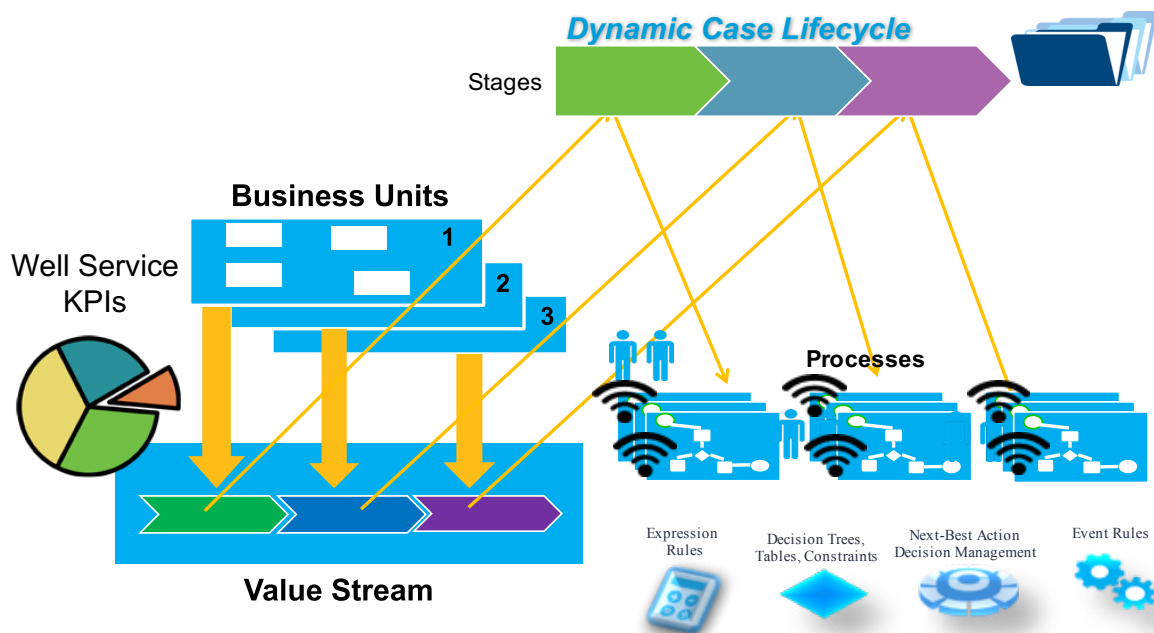 Dynamic Case Lifecycle
Stages
Business Units
1
2
3
Well Service
KPIs
Processes
Value Stream
Expression
Rules
Decision Trees,
Tables, Constraints
Next-Best Action
Decision Management
Event Rules